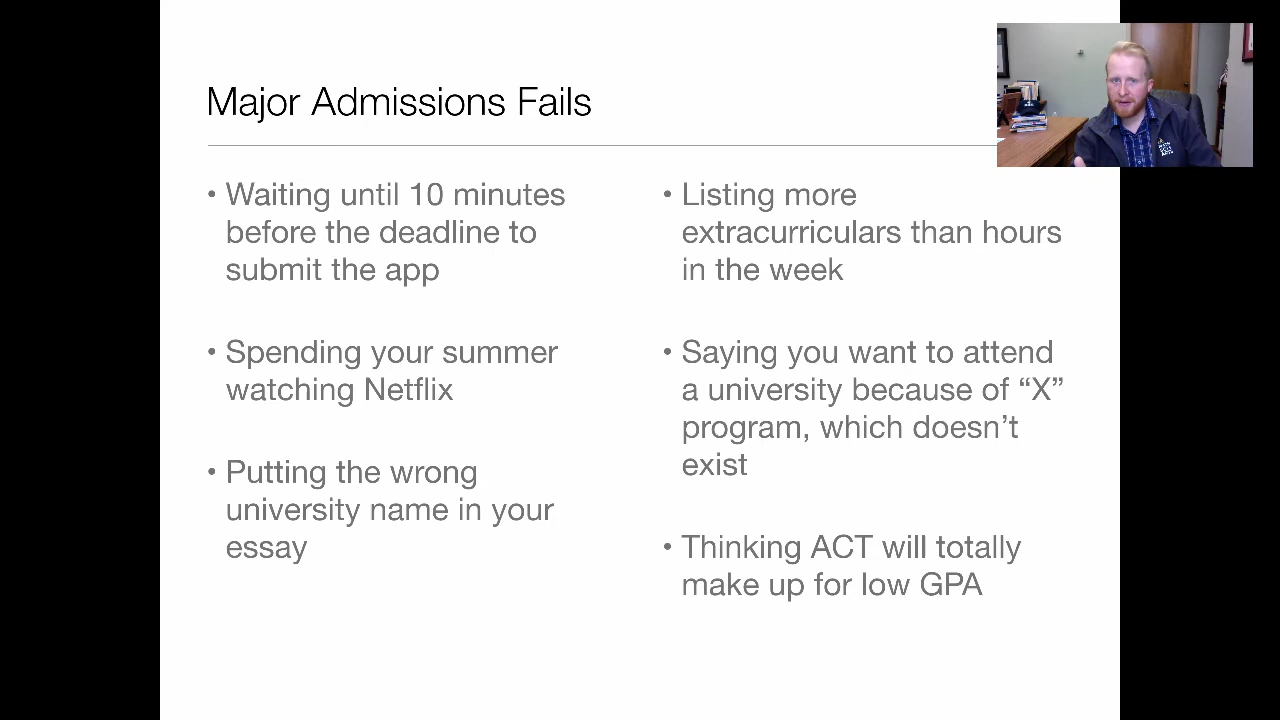 Major Admissions Fails
• Waiting until 10 minutes
before the deadline to
submit the app
• Spending your summer
watching Netflix
• Putting the wrong
university name in your
essay
• Listing more
extracurriculars than hours
in the week
• Saying you want to attend
a university because of “X”
program, which doesn’t
exist
• Thinking ACT will totally
make up for low GPA